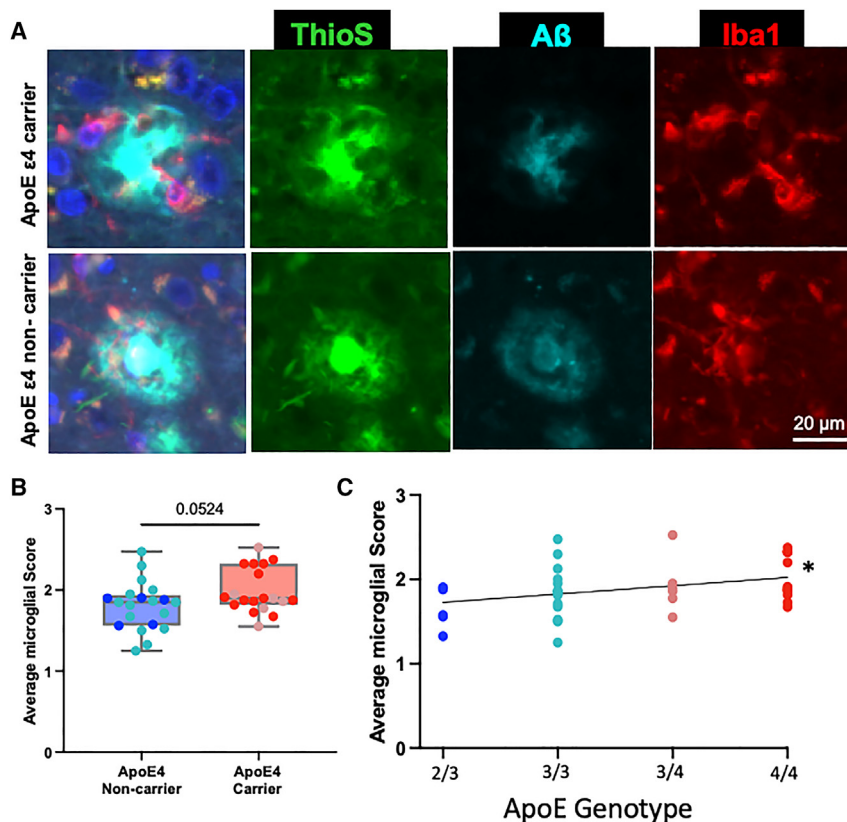 A
ThioS
Aß
Iba1
ApoE ε4 carrier
ApoE ε4 non- carrier
20 µm
B
0.0524
3
2
1
0
Average microglial Score
ApoE4
Non-carrier
ApoE4
Carrier
C
3
2
1
0
Average microglial Score
*
2/3
3/3
3/4
4/4
ApoE Genotype